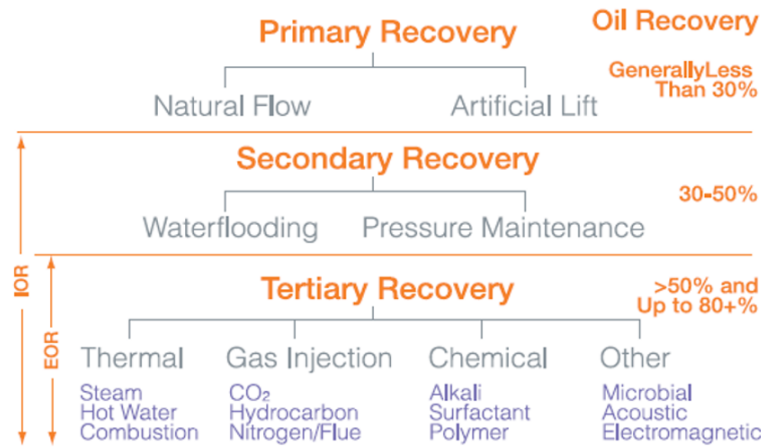 Primary Recovery
Oil Recovery
GenerallyLess
Than 30%
Natural Flow
Artificial Lift
Secondary Recovery
30-50%
Waterflooding
Pressure Maintenance
IOR
EOR
Tertiary Recovery
>50% and
Up to 80+%
Thermal
Gas Injection
Chemical
Other
Steam
Hot Water
Combustion
CO₂
Hydrocarbon
Nitrogen/Flue
Alkali
Surfactant
Polymer
Microbial
Acoustic
Electromagnetic